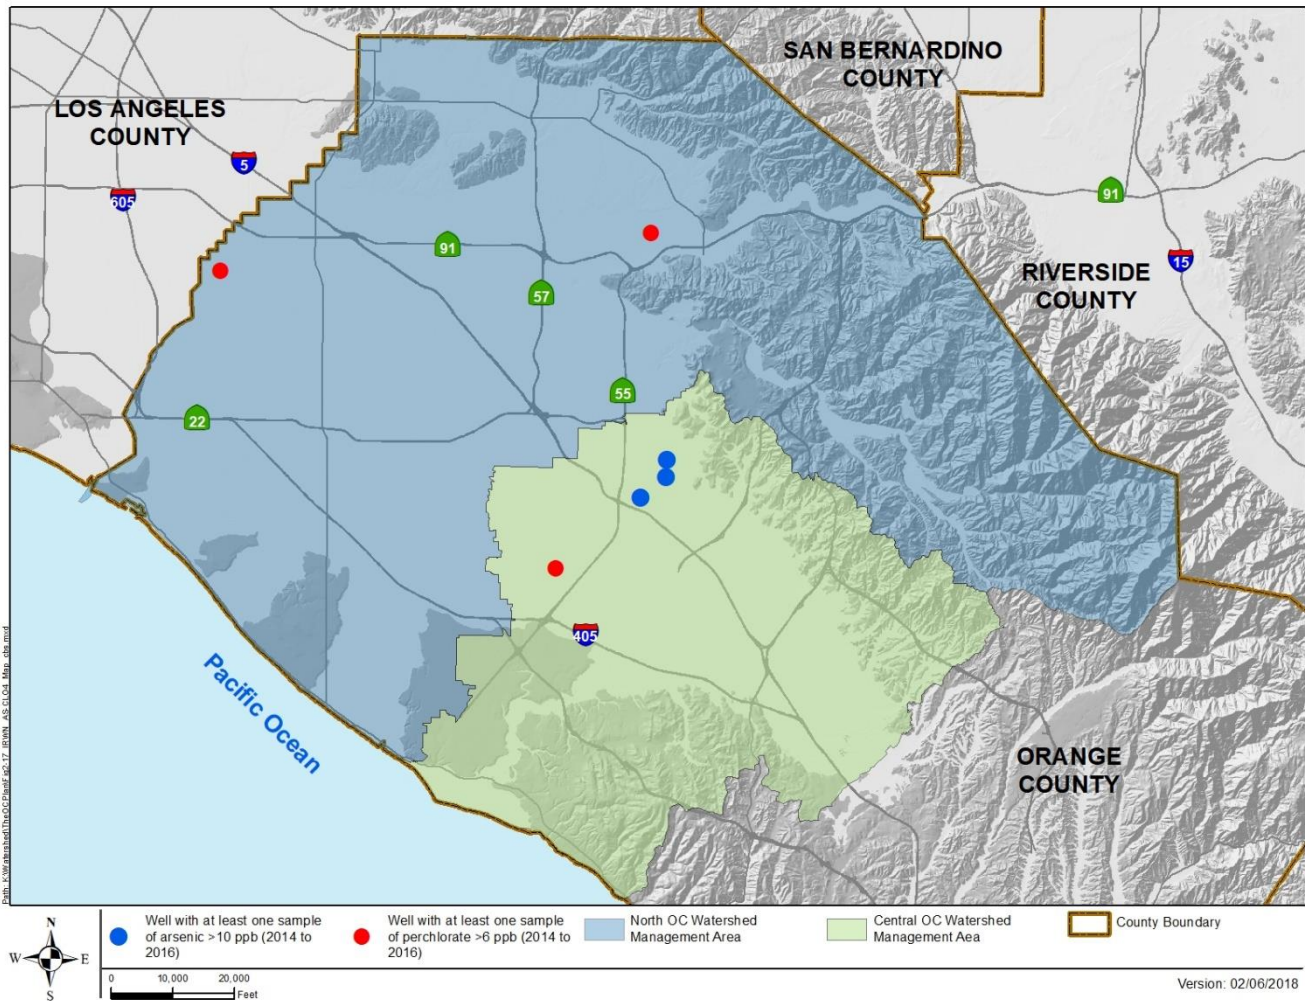 SAN BERNARDINO
COUNTY
LOS ANGELES
COUNTY
5
605
91
91
15
RIVERSIDE
COUNTY
57
55
22
405
Pacific Ocean
ORANGE
COUNTY
N
W
E
S
Well with at least one sample
of arsenic >10 ppb (2014 to
2016)
Well with at least one sample
of perchlorate >6 ppb (2014 to
2016)
North OC Watershed
Management Area
Central OC Watershed
Management Aea
County Boundary
0 10,000 20,000
Feet
Version: 02/06/2018